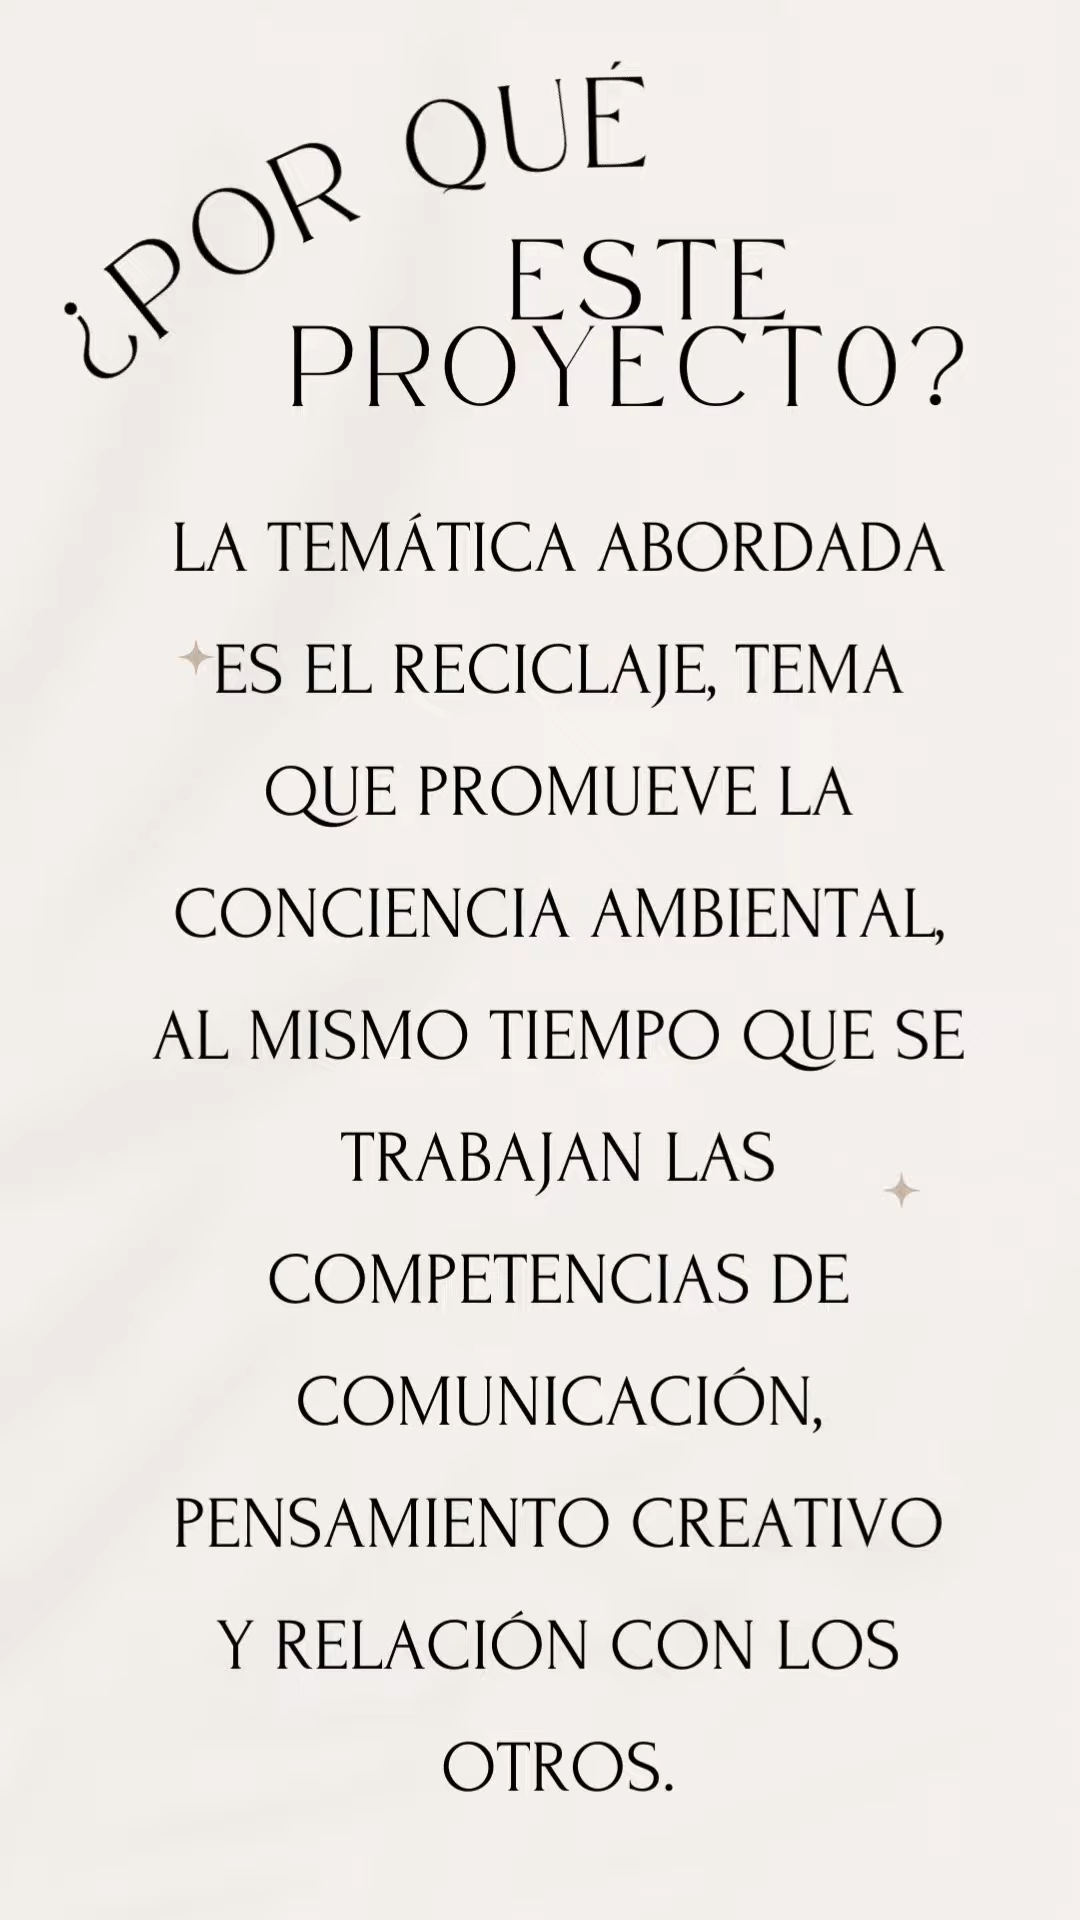 ¿POR QUÉ
ESTE
PROYECT0?
LA TEMÁTICA ABORDADA
ES EL RECICLAJE, TEMA
QUE PROMUEVE LA
CONCIENCIA AMBIENTAL,
AL MISMO TIEMPO QUE SE
TRABAJAN LAS
COMPETENCIAS DE
COMUNICACIÓN,
PENSAMIENTO CREATIVO
Y RELACIÓN CON LOS
OTROS.